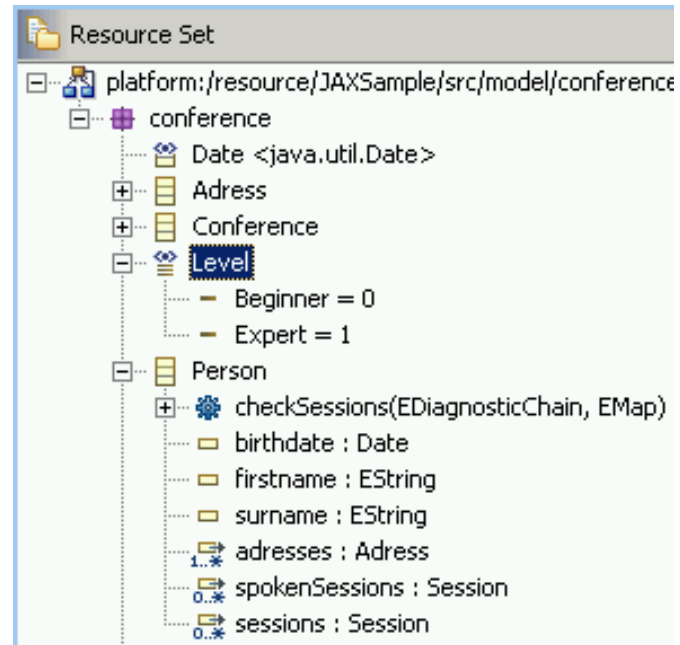 Resource Set
platform:/resource/JAXSample/src/model/conference
conference
Date <java.util.Date>
Adress
Conference
Level
Beginner = 0
Expert = 1
Person
checkSessions(EDiagnosticChain, EMap)
birthdate : Date
firstname : EString
surname : EString
1..* adresses : Adress
0..* spokenSessions : Session
0..* sessions : Session